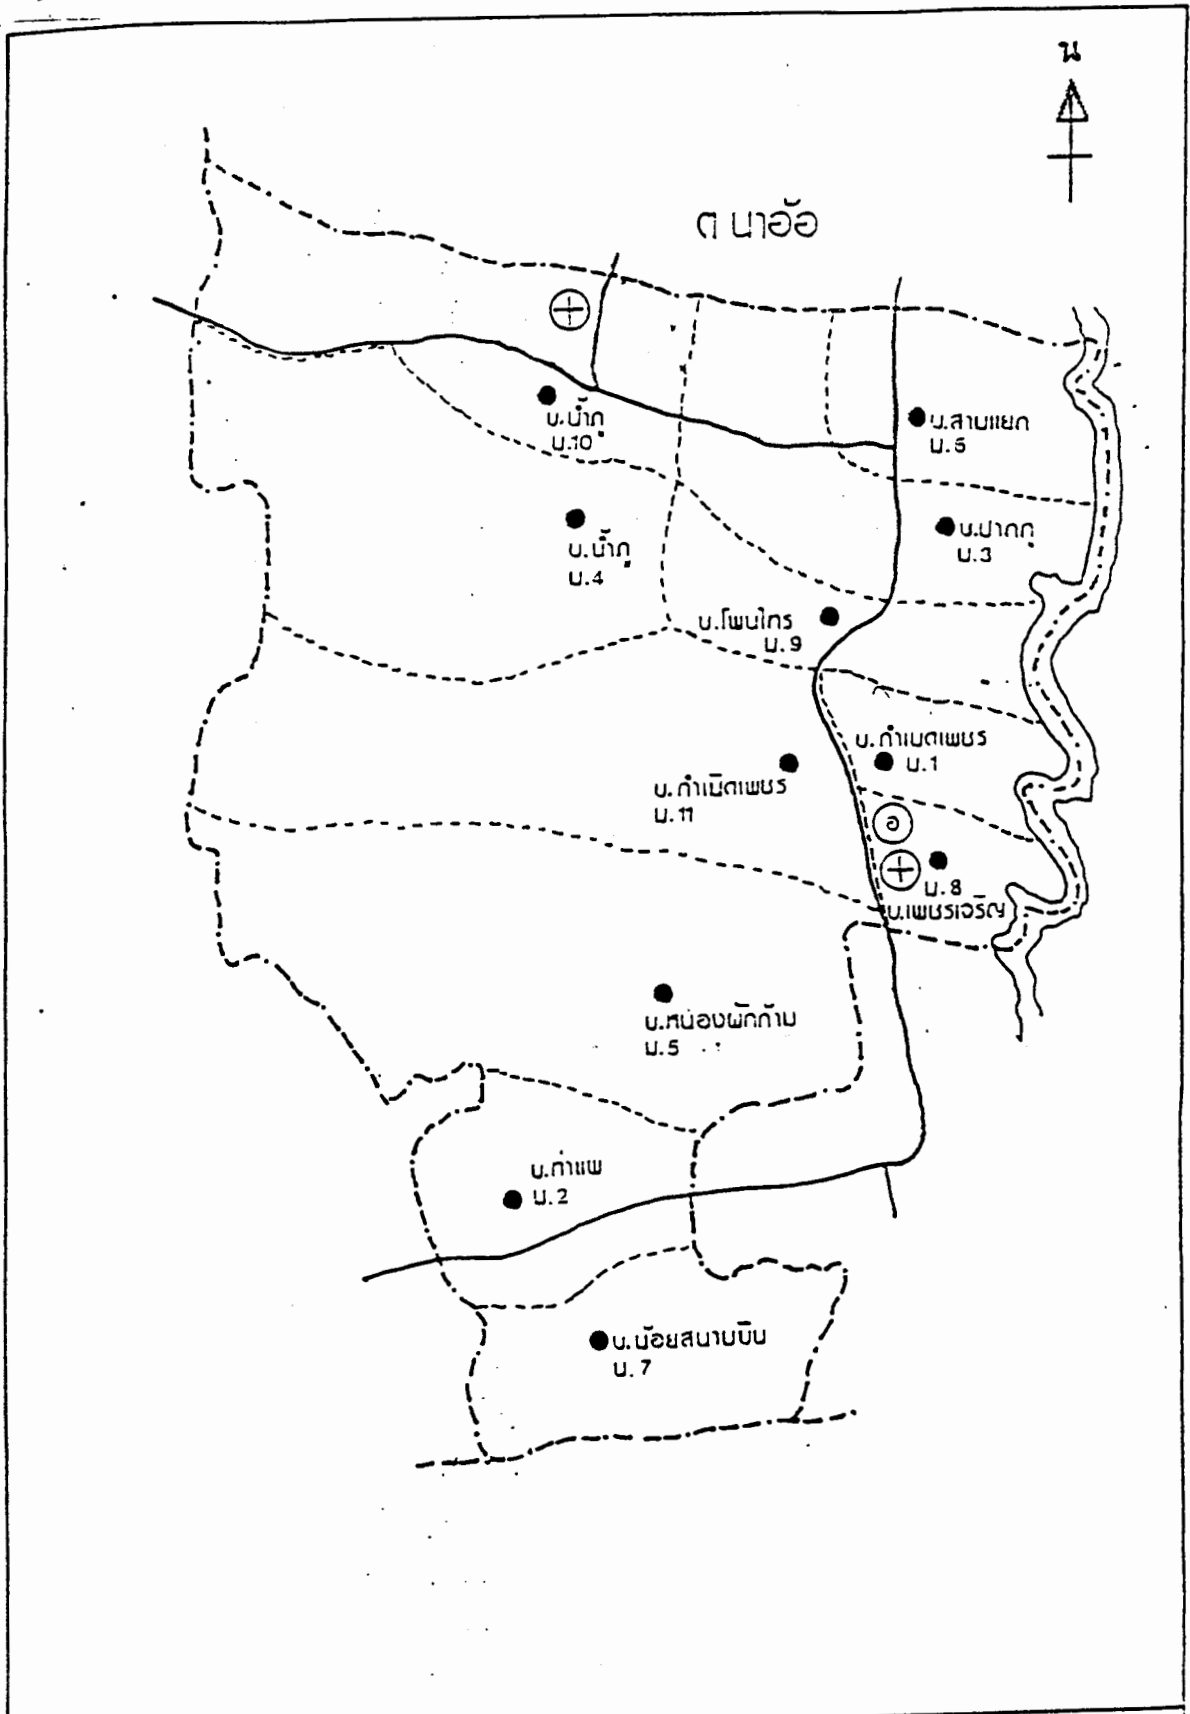 น
ต นาอ้อ
บ.น้ำภู
ม.10
บ.สามแยก
ม.6
บ.น้ำภู
ม.4
บ.ปากภู
ม.3
บ.โพนไทร
ม.9
บ.กำเนิดเพชร
ม.1
บ.กำเนิดเพชร
ม.11
อ
ม.8
บ.เพชรเจริญ
บ.หนองผักก้าม
ม.5
บ.ท่าแพ
ม.2
บ.น้อยสนามบิน
ม.7